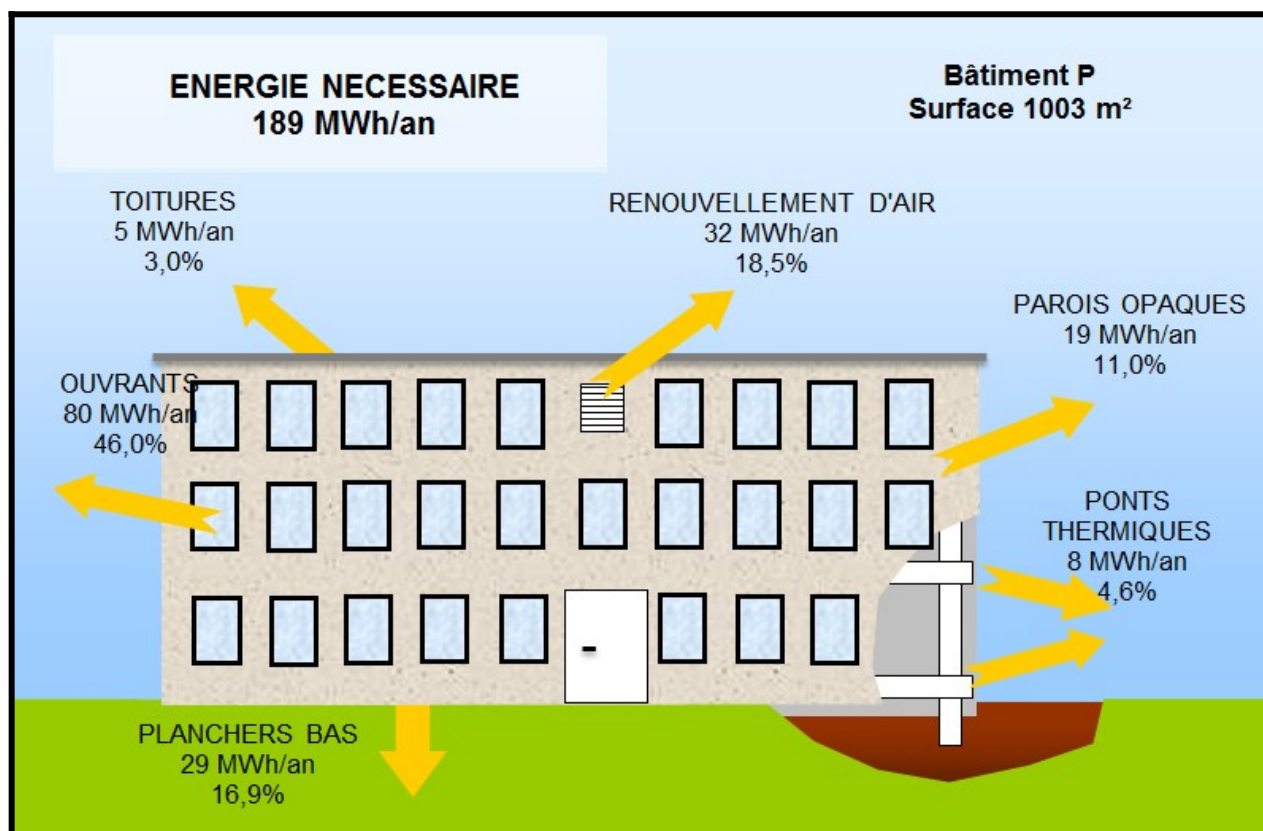 ENERGIE NECESSAIRE
189 MWh/an
Bâtiment P
Surface 1003 m²
TOITURES
5 MWh/an
3,0%
RENOUVELLEMENT D'AIR
32 MWh/an
18,5%
PAROIS OPAQUES
19 MWh/an
11,0%
OUVRANTS
80 MWh/an
46,0%
PONTS
THERMIQUES
8 MWh/an
4,6%
PLANCHERS BAS
29 MWh/an
16,9%